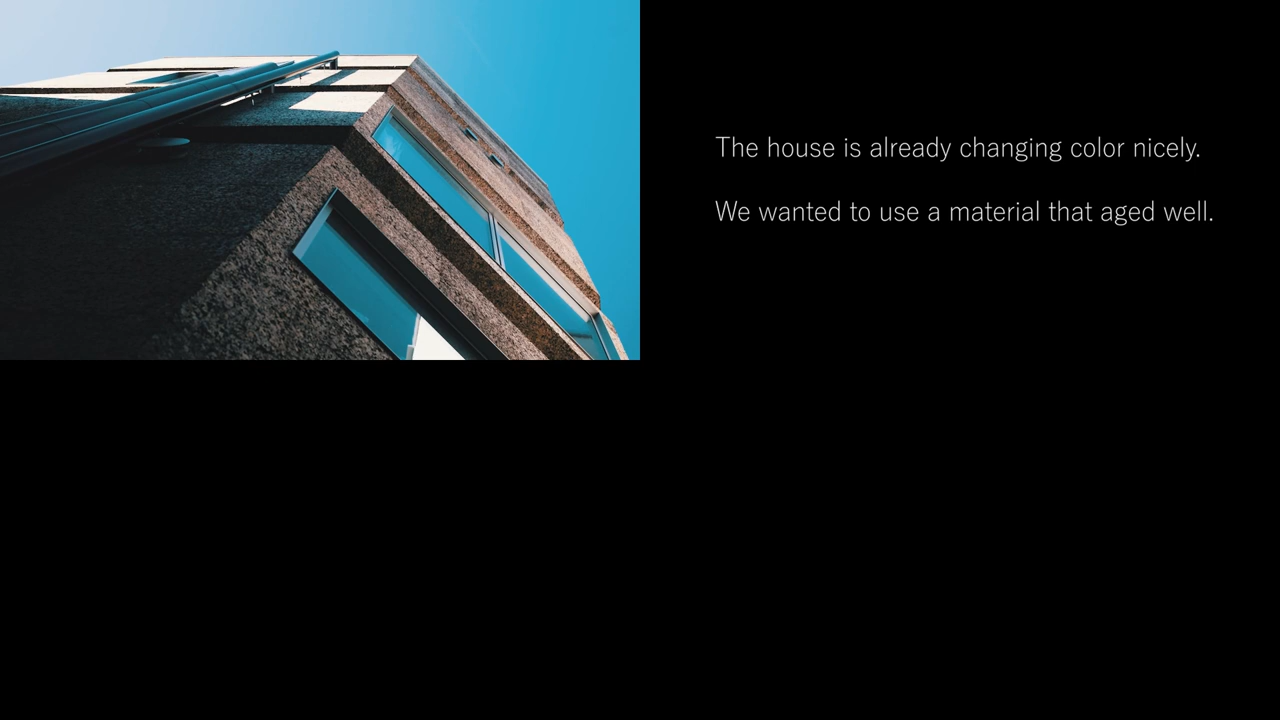 The house is already changing color nicely.
We wanted to use a material that aged well.